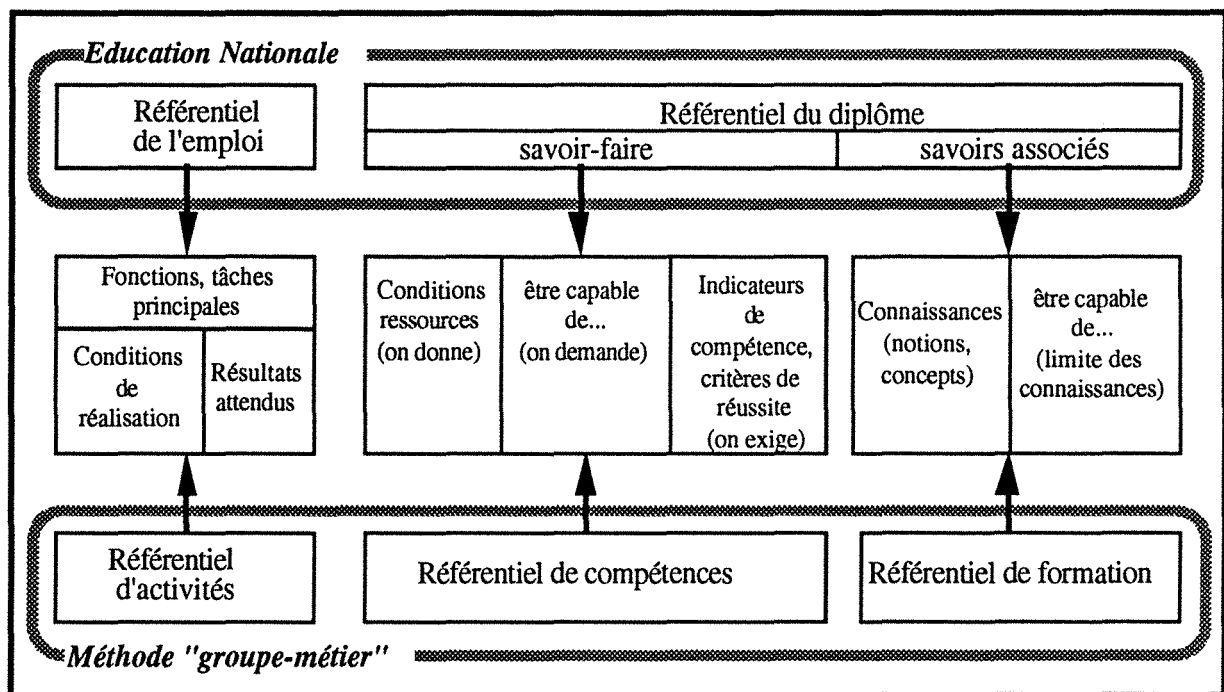 Education Nationale
Référentiel
de l'emploi
Référentiel du diplôme
savoir-faire
savoirs associés
Fonctions, tâches
principales
Conditions
de
réalisation
Résultats
attendus
Conditions
ressources
(on donne)
être capable
de...
(on demande)
Indicateurs
de
compétence,
critères de
réussite
(on exige)
Connaissances
(notions,
concepts)
être capable
de...
(limite des
connaissances)
Référentiel
d'activités
Référentiel de compétences
Référentiel de formation
Méthode "groupe-métier"